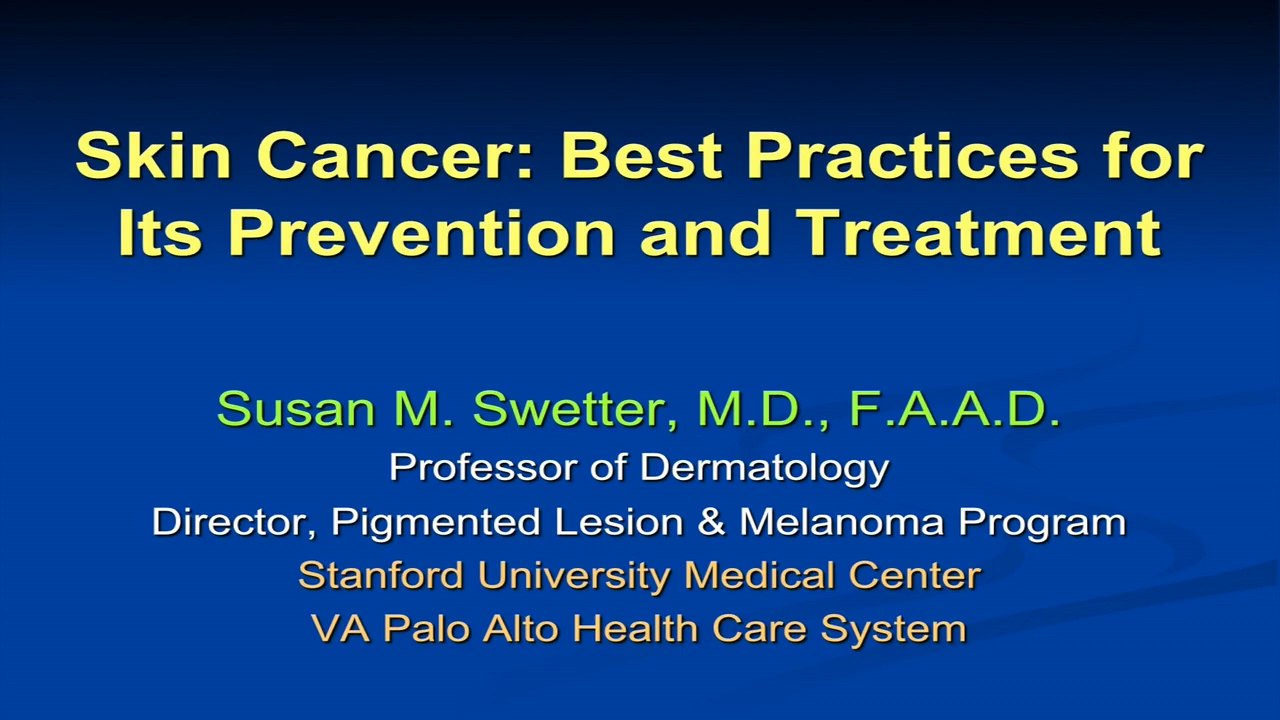 Skin Cancer: Best Practices for
Its Prevention and Treatment
Susan M. Swetter, M.D., F.A.A.D.
Professor of Dermatology
Director, Pigmented Lesion & Melanoma Program
Stanford University Medical Center
VA Palo Alto Health Care System